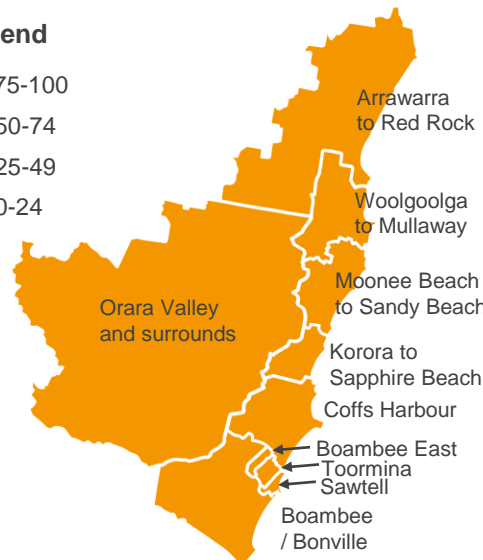 end
75-100
50-74
25-49
0-24
Arrawarra
to Red Rock
Woolgoolga
to Mullaway
Moonee Beach
to Sandy Beach
Orara Valley
and surrounds
Korora to
Sapphire Beach
Coffs Harbour
Boambee East
Toormina
Sawtell
Boambee
/ Bonville